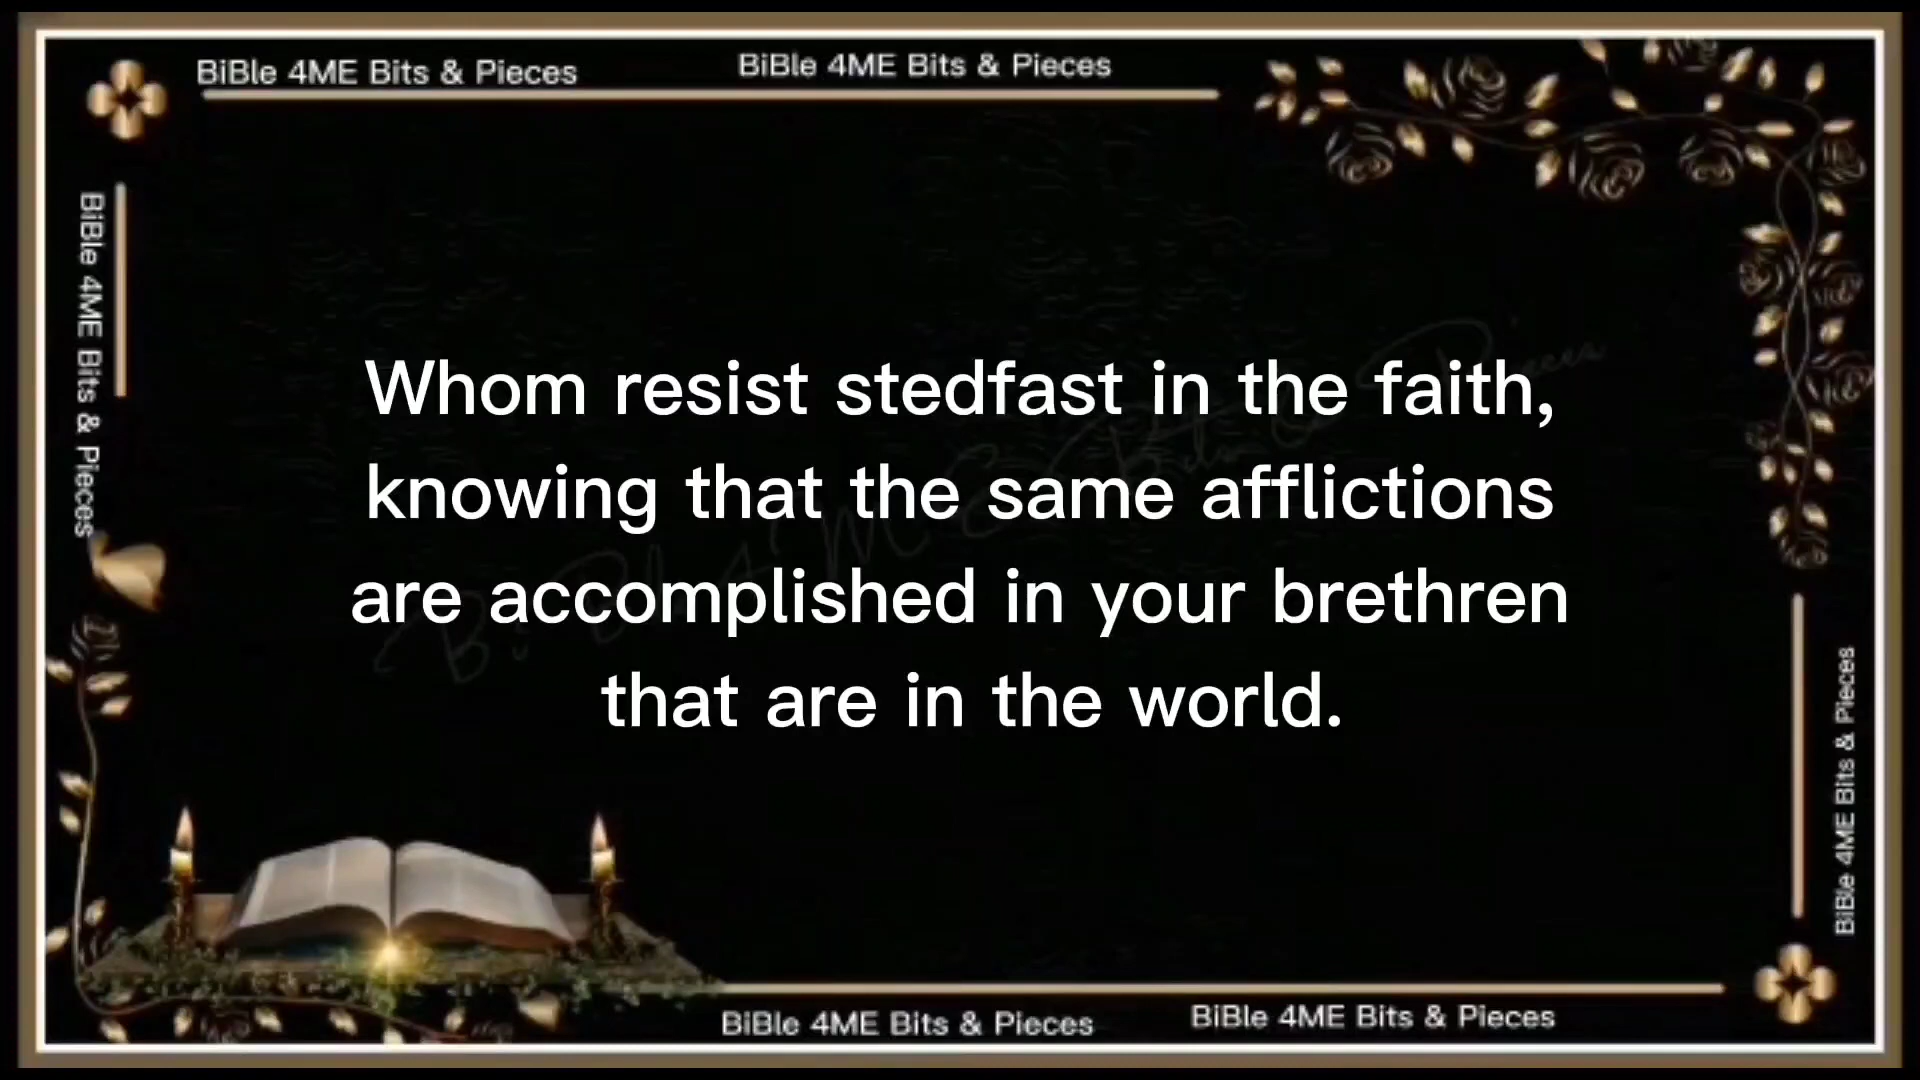 BiBle 4ME Bits & Pieces
BiBle 4ME Bits & Pieces
BiBle 4ME Bits & Pieces
Whom resist stedfast in the faith,
knowing that the same afflictions
are accomplished in your brethren
that are in the world.
BiBle 4ME Bits & Pieces
BiBle 4ME Bits & Pieces
BiBle 4ME Bits & Pieces